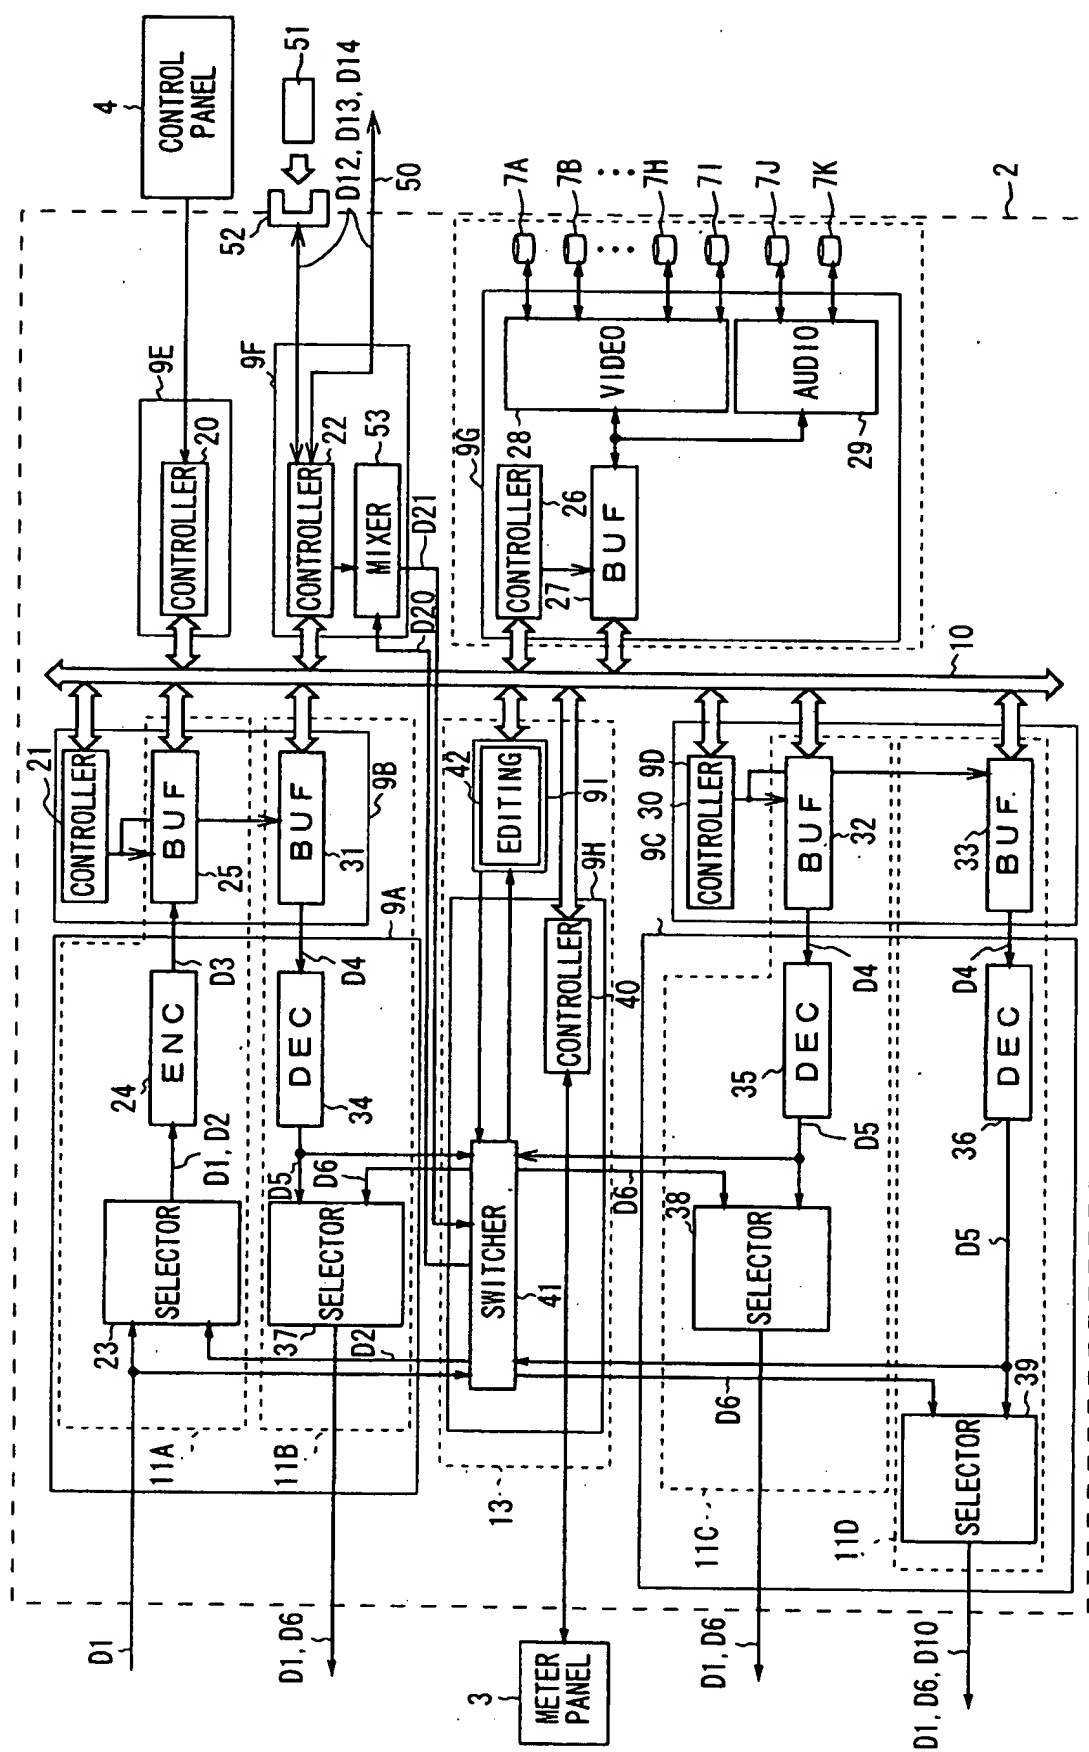 4
CONTROL
PANEL
51
52
D12, D13, D14
50
9E
CONTROLLER
20
9F
CONTROLLER
22
MIXER
53
D20
D21
9G
CONTROLLER
26
27
BUF
28
VIDEO
AUDIO
29
7A
7B
7H
7I
7J
7K
2
10
21
CONTROLLER
BUF
25
BUF
31
9B
9A
D3
ENC
24
D1, D2
SELECTOR
23
11A
D1
D4
DEC
34
D5
D6
SELECTOR
37
D2
11B
D1, D6
42
EDITING
9I
9H
CONTROLLER
40
SWITCHER
41
13
3
METER
PANEL
9C
30
9D
CONTROLLER
BUF
32
33
BUF
D4
35
DEC
D5
D6
38
SELECTOR
11C
D1, D6
D4
DEC
36
D5
D6
39
SELECTOR
11D
D1, D6, D10